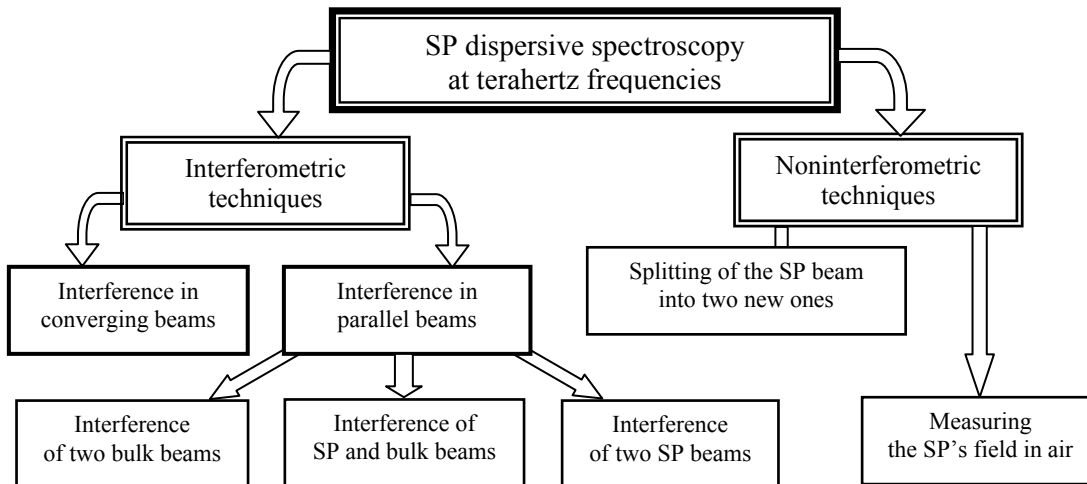 SP dispersive spectroscopy
at terahertz frequencies
Interferometric
techniques
Noninterferometric
techniques
Interference in
converging beams
Interference in
parallel beams
Splitting of the SP beam
into two new ones
Interference
of two bulk beams
Interference of
SP and bulk beams
Interference
of two SP beams
Measuring
the SP’s field in air